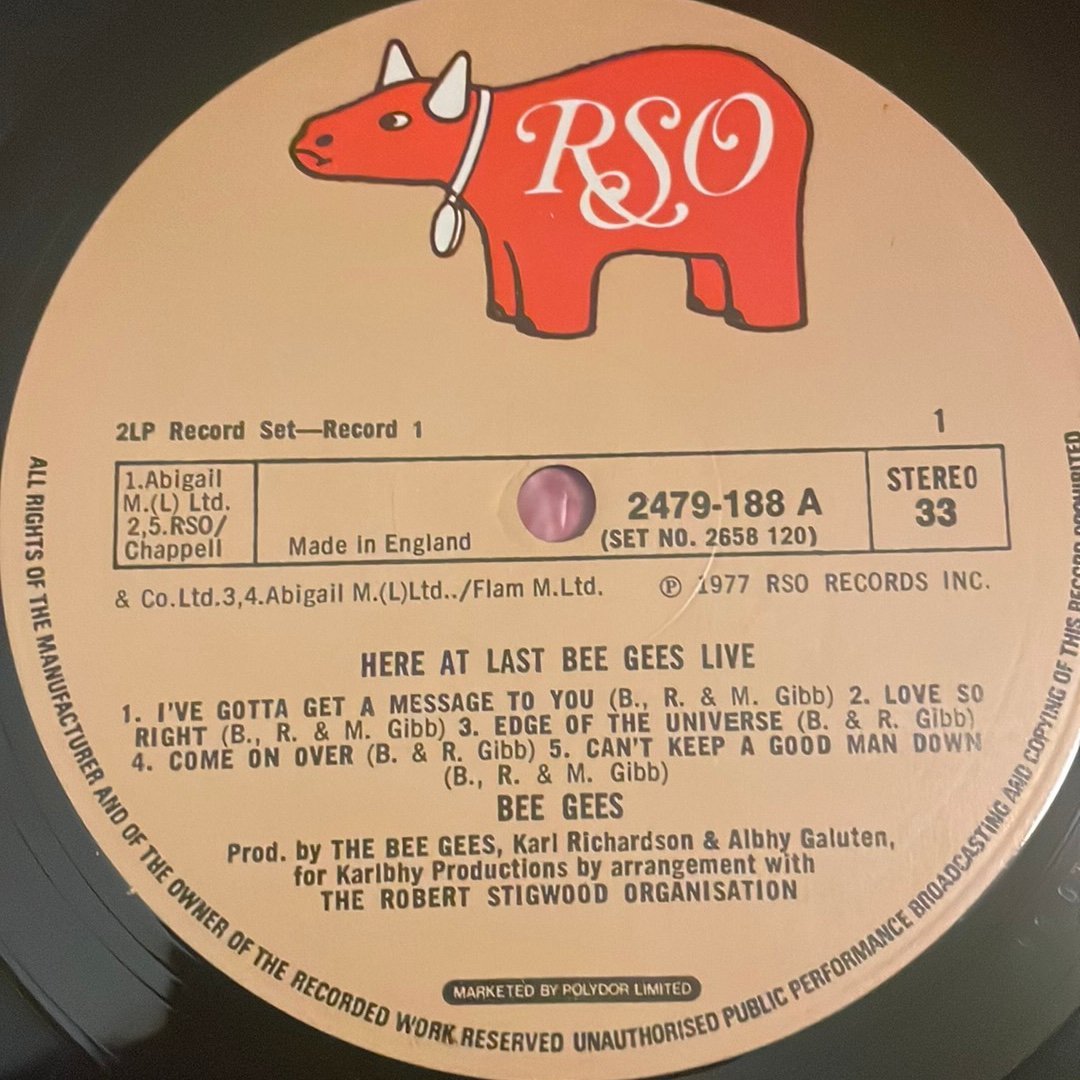 RSO
2LP Record Set—Record 1
1
1.Abigail
M.(L) Ltd.
2,5.RSO/
Chappell
Made in England
2479-188 A
(SET NO. 2658 120)
STEREO
33
& Co.Ltd.3,4.Abigail M.(L)Ltd../Flam M.Ltd.
℗ 1977 RSO RECORDS INC.
HERE AT LAST BEE GEES LIVE
1. I'VE GOTTA GET A MESSAGE TO YOU (B., R. & M. Gibb) 2. LOVE SO
RIGHT (B., R. & M. Gibb) 3. EDGE OF THE UNIVERSE (B. & R. Gibb)
4. COME ON OVER (B. & R. Gibb) 5. CAN'T KEEP A GOOD MAN DOWN
(B., R. & M. Gibb)
BEE GEES
Prod. by THE BEE GEES, Karl Richardson & Albhy Galuten,
for Karlbhy Productions by arrangement with
THE ROBERT STIGWOOD ORGANISATION
MARKETED BY POLYDOR LIMITED
ALL RIGHTS OF THE MANUFACTURER AND OF THE OWNER OF THE RECORDED WORK RESERVED UNAUTHORISED PUBLIC PERFORMANCE BROADCASTING AND COPYING OF THIS RECORD PROHIBITED